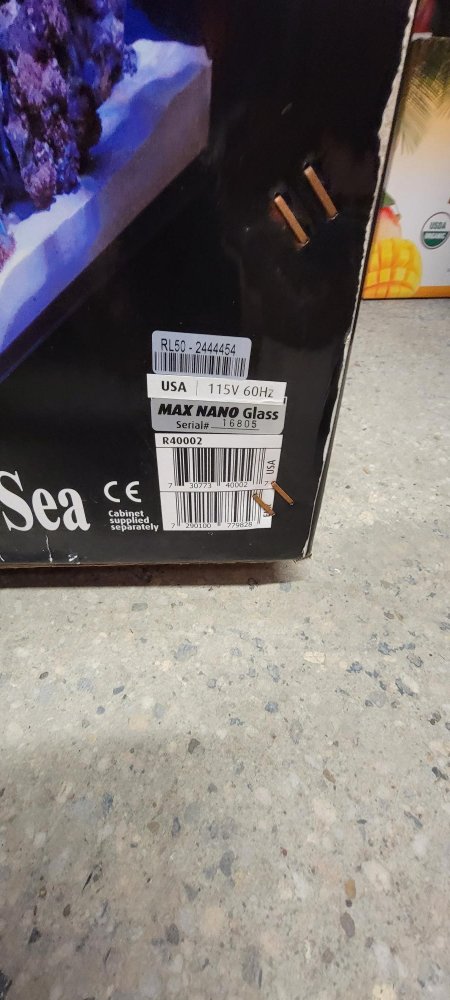 USDA
ORGANIC
RL50 - 2444454
USA | 115V 60Hz
MAX NANO Glass
Serial# 16805
R40002
USA
7 30773 40002 7
Sea
CE
Cabinet
supplied
separately
7 290100 779828